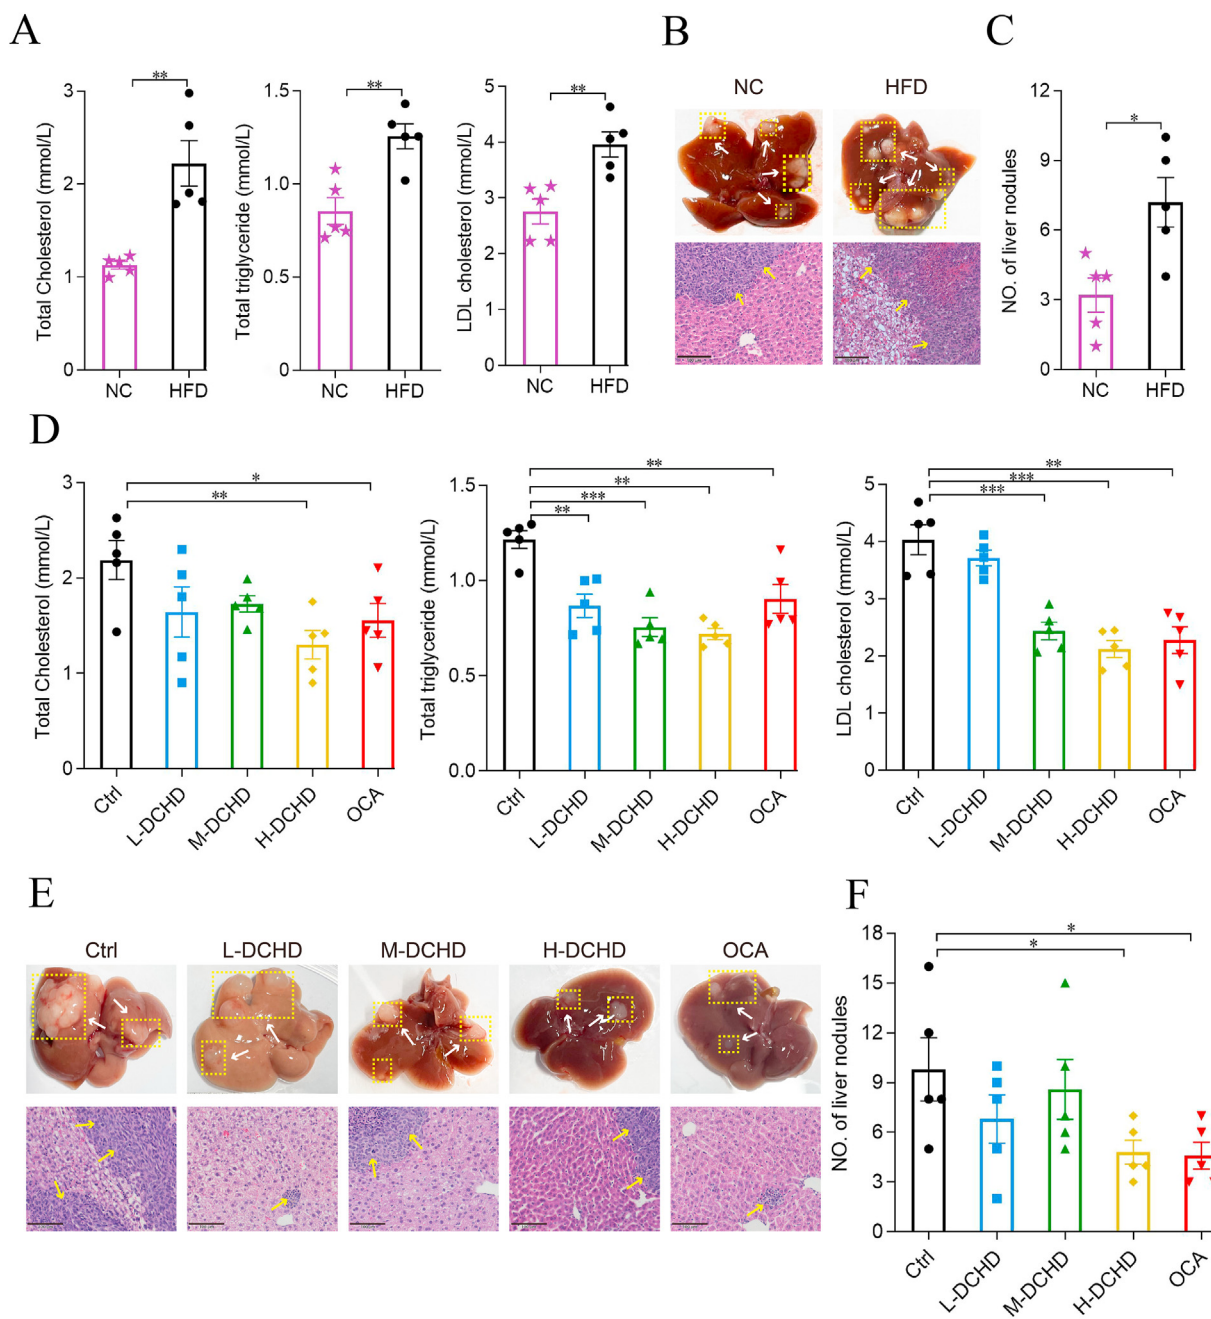 A
B
C
Total Cholesterol (mmol/L)
3
2
1
0
**
NC
HFD
Total triglyceride (mmol/L)
1.5
1.0
0.5
0.0
**
NC
HFD
LDL cholesterol (mmol/L)
5
4
3
2
1
0
**
NC
HFD
NC
HFD
NO. of liver nodules
12
9
6
3
0
*
NC
HFD
D
Total Cholesterol (mmol/L)
3
2
1
0
*
**
Ctrl
L-DCHD
M-DCHD
H-DCHD
OCA
Total triglyceride (mmol/L)
1.5
1.0
0.5
0.0
**
**
***
**
Ctrl
L-DCHD
M-DCHD
H-DCHD
OCA
LDL cholesterol (mmol/L)
5
4
3
2
1
0
**
***
***
Ctrl
L-DCHD
M-DCHD
H-DCHD
OCA
E
Ctrl
L-DCHD
M-DCHD
H-DCHD
OCA
F
NO. of liver nodules
18
15
12
9
6
3
0
*
*
Ctrl
L-DCHD
M-DCHD
H-DCHD
OCA